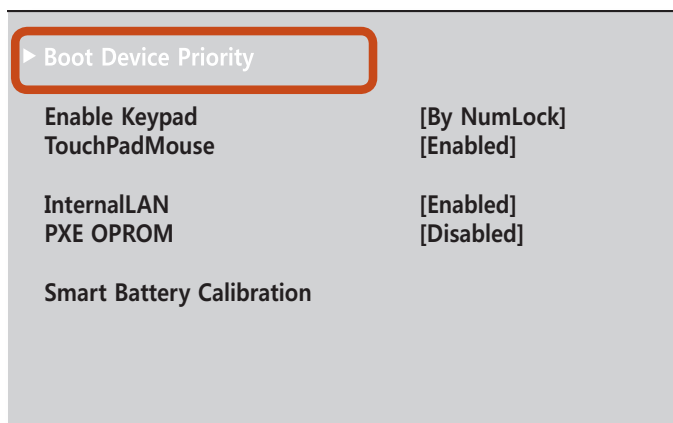 ▶ Boot Device Priority
Enable Keypad [By NumLock]
TouchPadMouse [Enabled]
InternalLAN [Enabled]
PXE OPROM [Disabled]
Smart Battery Calibration